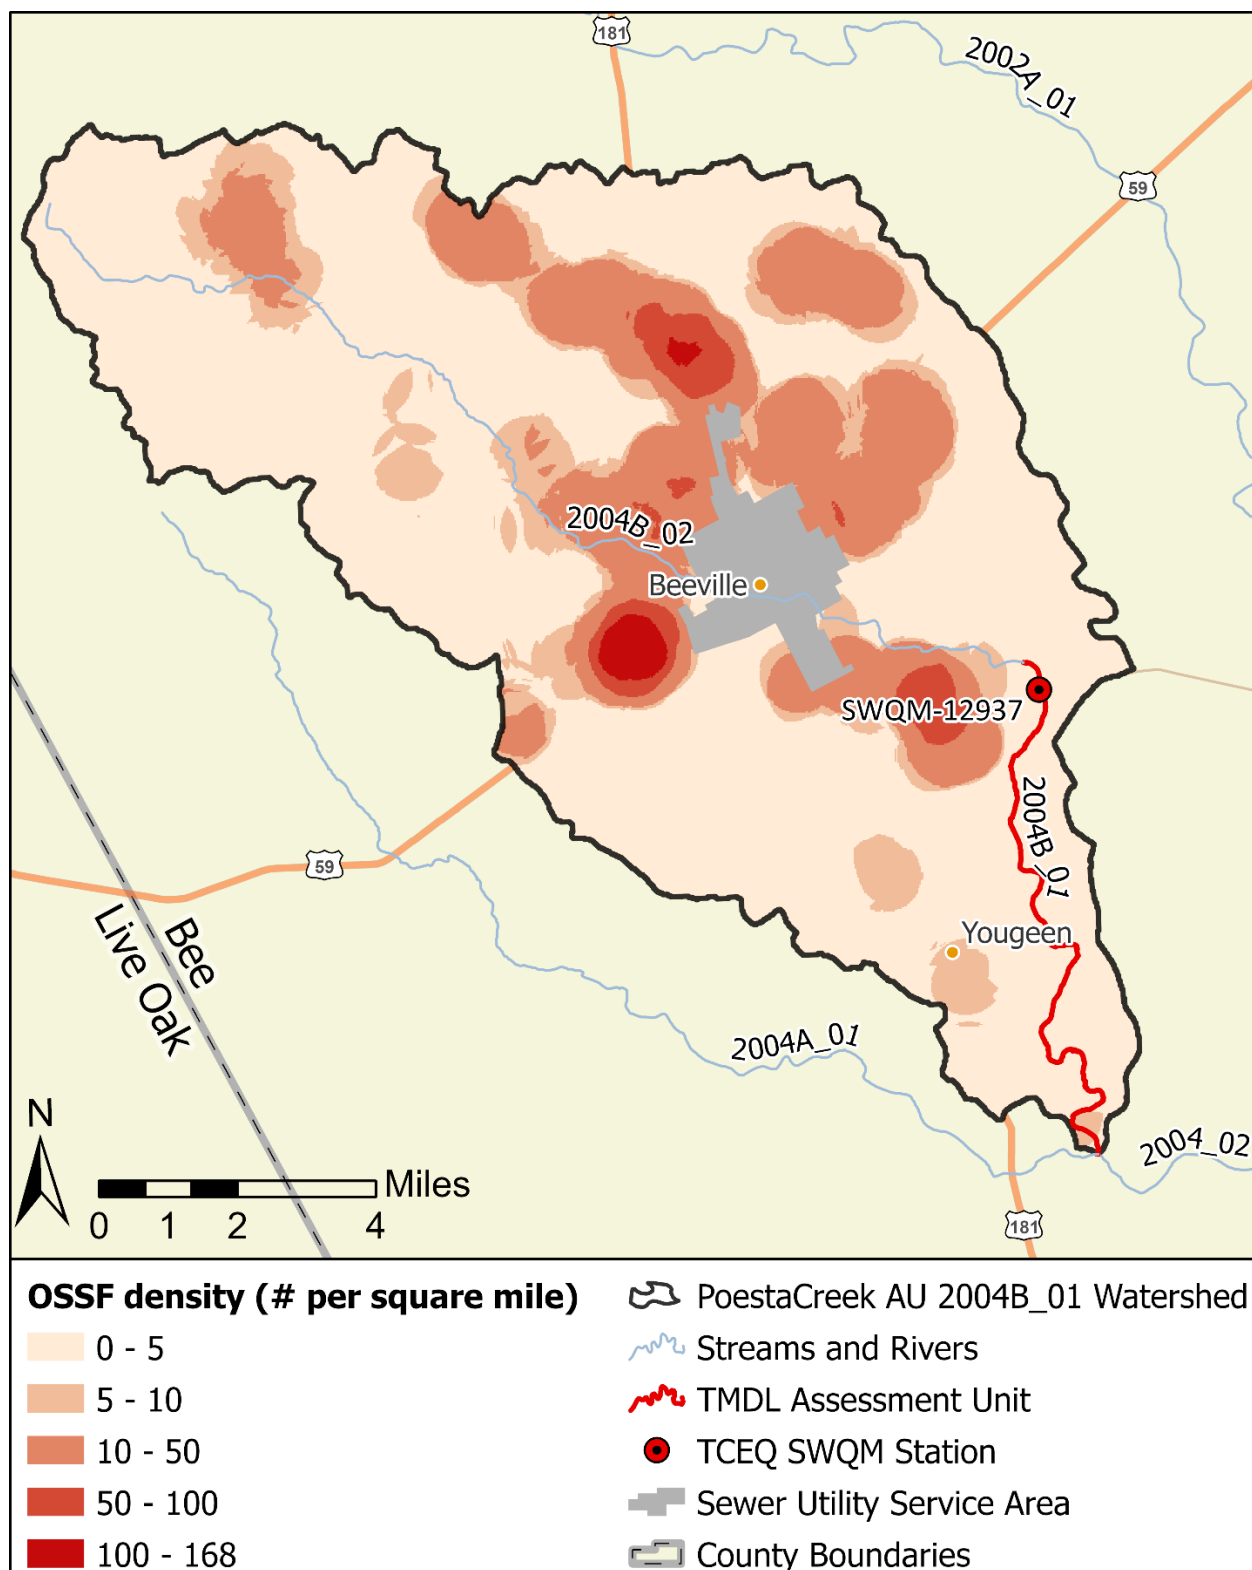 181
2002A_01
59
2004B_02
Beeville
SWQM-12937
2004B_01
59
Bee
Live Oak
Yougeen
2004A_01
N
2004_02
Miles
0 1 2 4
181
OSSF density (# per square mile)
0 - 5
5 - 10
10 - 50
50 - 100
100 - 168
PoestaCreek AU 2004B_01 Watershed
Streams and Rivers
TMDL Assessment Unit
TCEQ SWQM Station
Sewer Utility Service Area
County Boundaries